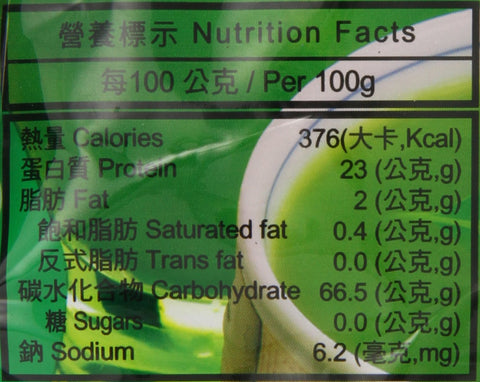 營養標示 Nutrition Facts
每100 公克 / Per 100g
熱量 Calories 376(大卡,Kcal)
蛋白質 Protein 23 (公克,g)
脂肪 Fat 2 (公克,g)
飽和脂肪 Saturated fat 0.4 (公克,g)
反式脂肪 Trans fat 0.0 (公克,g)
碳水化合物 Carbohydrate 66.5 (公克,g)
糖 Sugars 0.0 (公克,g)
鈉 Sodium 6.2 (毫克,mg)